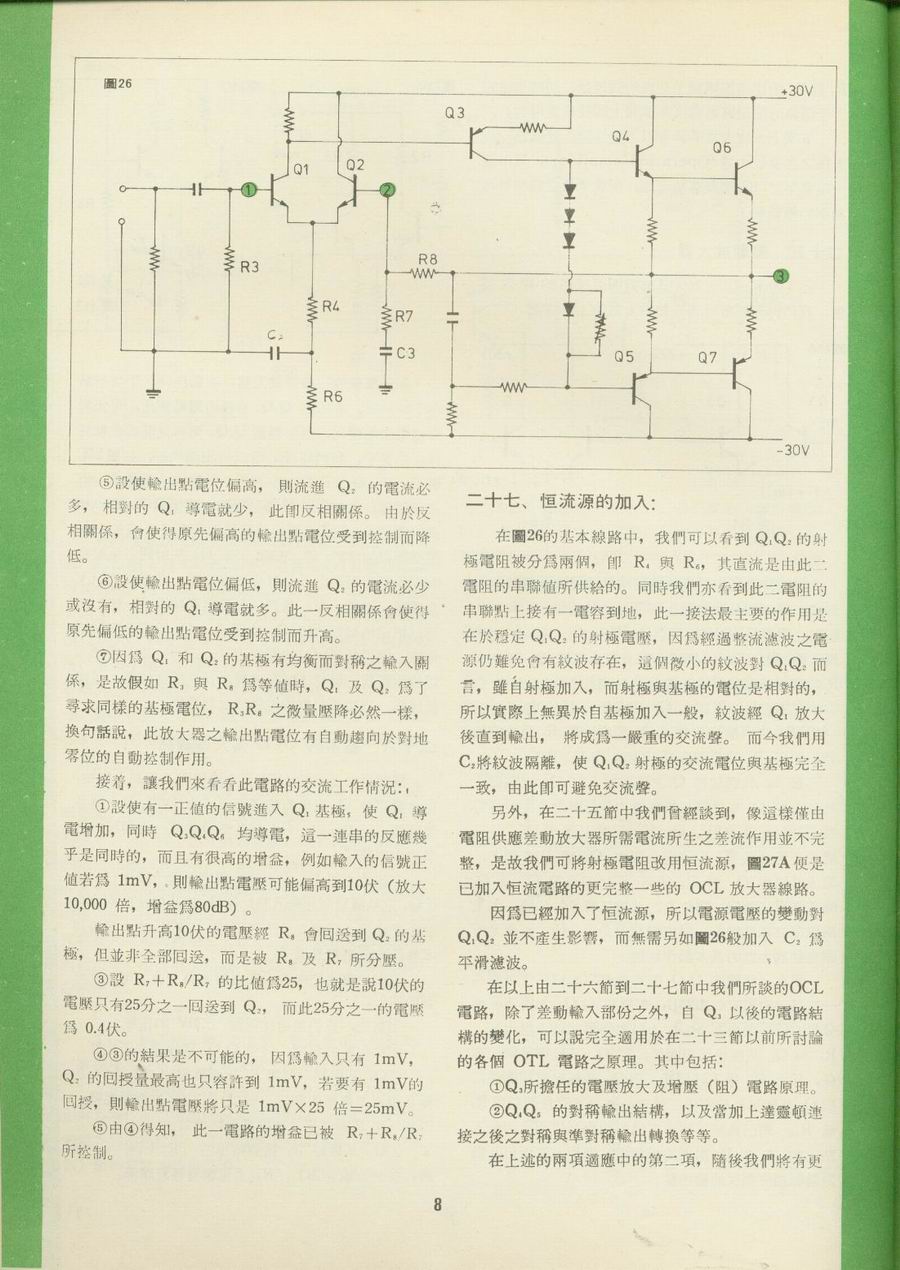 圖26
+30V
Q3
Q4
Q6
Q1
Q2
1
2
R8
3
R3
R4
R7
C₂
C3
Q5
Q7
R6
-30V
⑤設使輸出點電位偏高， 則流進 Q₂ 的電流必
多， 相對的 Q₁ 導電就少， 此卽反相關係。 由於反
相關係，會使得原先偏高的輸出點電位受到控制而降
低。
⑥設使輸出點電位偏低，則流進 Q₂ 的電流必少
或沒有，相對的 Q₁ 導電就多。此一反相關係會使得
原先偏低的輸出點電位受到控制而升高。
⑦因爲 Q₁ 和 Q₂ 的基極有均衡而對稱之輸入關
係，是故假如 R₃ 與 R₈ 爲等値時，Q₁ 及 Q₂ 爲了
尋求同樣的基極電位， R₃R₈ 之微量壓降必然一樣，
換句話說，此放大器之輸出點電位有自動趨向於對地
零位的自動控制作用。
接着，讓我們來看看此電路的交流工作情況：
①設使有一正値的信號進入 Q₁ 基極，使 Q₁ 導
電增加，同時 Q₃Q₄Q₆ 均導電，這一連串的反應幾
乎是同時的，而且有很高的增益，例如輸入的信號正
値若爲 1mV，則輸出點電壓可能偏高到10伏（放大
10,000 倍，增益爲80dB）。
輸出點升高10伏的電壓經 R₈ 會回送到 Q₂ 的基
極，但並非全部回送，而是被 R₈ 及 R₇ 所分壓。
③設 R₇＋R₈/R₇ 的比値爲25，也就是說10伏的
電壓只有25分之一回送到 Q₂， 而此25分之一的電壓
爲 0.4伏。
④③的結果是不可能的， 因爲輸入只有 1mV，
Q₂ 的回授量最高也只容許到 1mV，若要有 1mV的
回授，則輸出點電壓將只是 1mV×25 倍＝25mV。
⑤由④得知， 此一電路的增益已被 R₇＋R₈/R₇
所控制。
二十七、恒流源的加入：
在圖26的基本線路中，我們可以看到 Q₁Q₂ 的射
極電阻被分爲兩個，卽 R₄ 與 R₆，其直流是由此二
電阻的串聯値所供給的。同時我們亦看到此二電阻的
串聯點上接有一電容到地，此一接法最主要的作用是
在於穩定 Q₁Q₂ 的射極電壓，因爲經過整流濾波之電
源仍難免會有紋波存在，這個微小的紋波對 Q₁Q₂ 而
言，雖自射極加入，而射極與基極的電位是相對的，
所以實際上無異於自基極加入一般，紋波經 Q₁ 放大
後直到輸出， 將成爲一嚴重的交流聲。 而今我們用
C₂將紋波隔離，使 Q₁Q₂ 射極的交流電位與基極完全
一致，由此卽可避免交流聲。
另外，在二十五節中我們曾經談到，像這樣僅由
電阻供應差動放大器所需電流所生之差流作用並不完
整，是故我們可將射極電阻改用恒流源，圖27A 便是
已加入恒流電路的更完整一些的 OCL 放大器線路。
因爲已經加入了恒流源，所以電源電壓的變動對
Q₁Q₂ 並不產生影響，而無需另如圖26般加入 C₂ 爲
平滑濾波。
在以上由二十六節到二十七節中我們所談的OCL
電路，除了差動輸入部份之外，自 Q₃ 以後的電路結
構的變化，可以說完全適用於在二十三節以前所討論
的各個 OTL 電路之原理。其中包括：
①Q₃所擔任的電壓放大及增壓（阻）電路原理。
②Q₄Q₅ 的對稱輸出結構，以及當加上達靈頓連
接之後之對稱與準對稱輸出轉換等等。
在上述的兩項適應中的第二項，隨後我們將有更
8